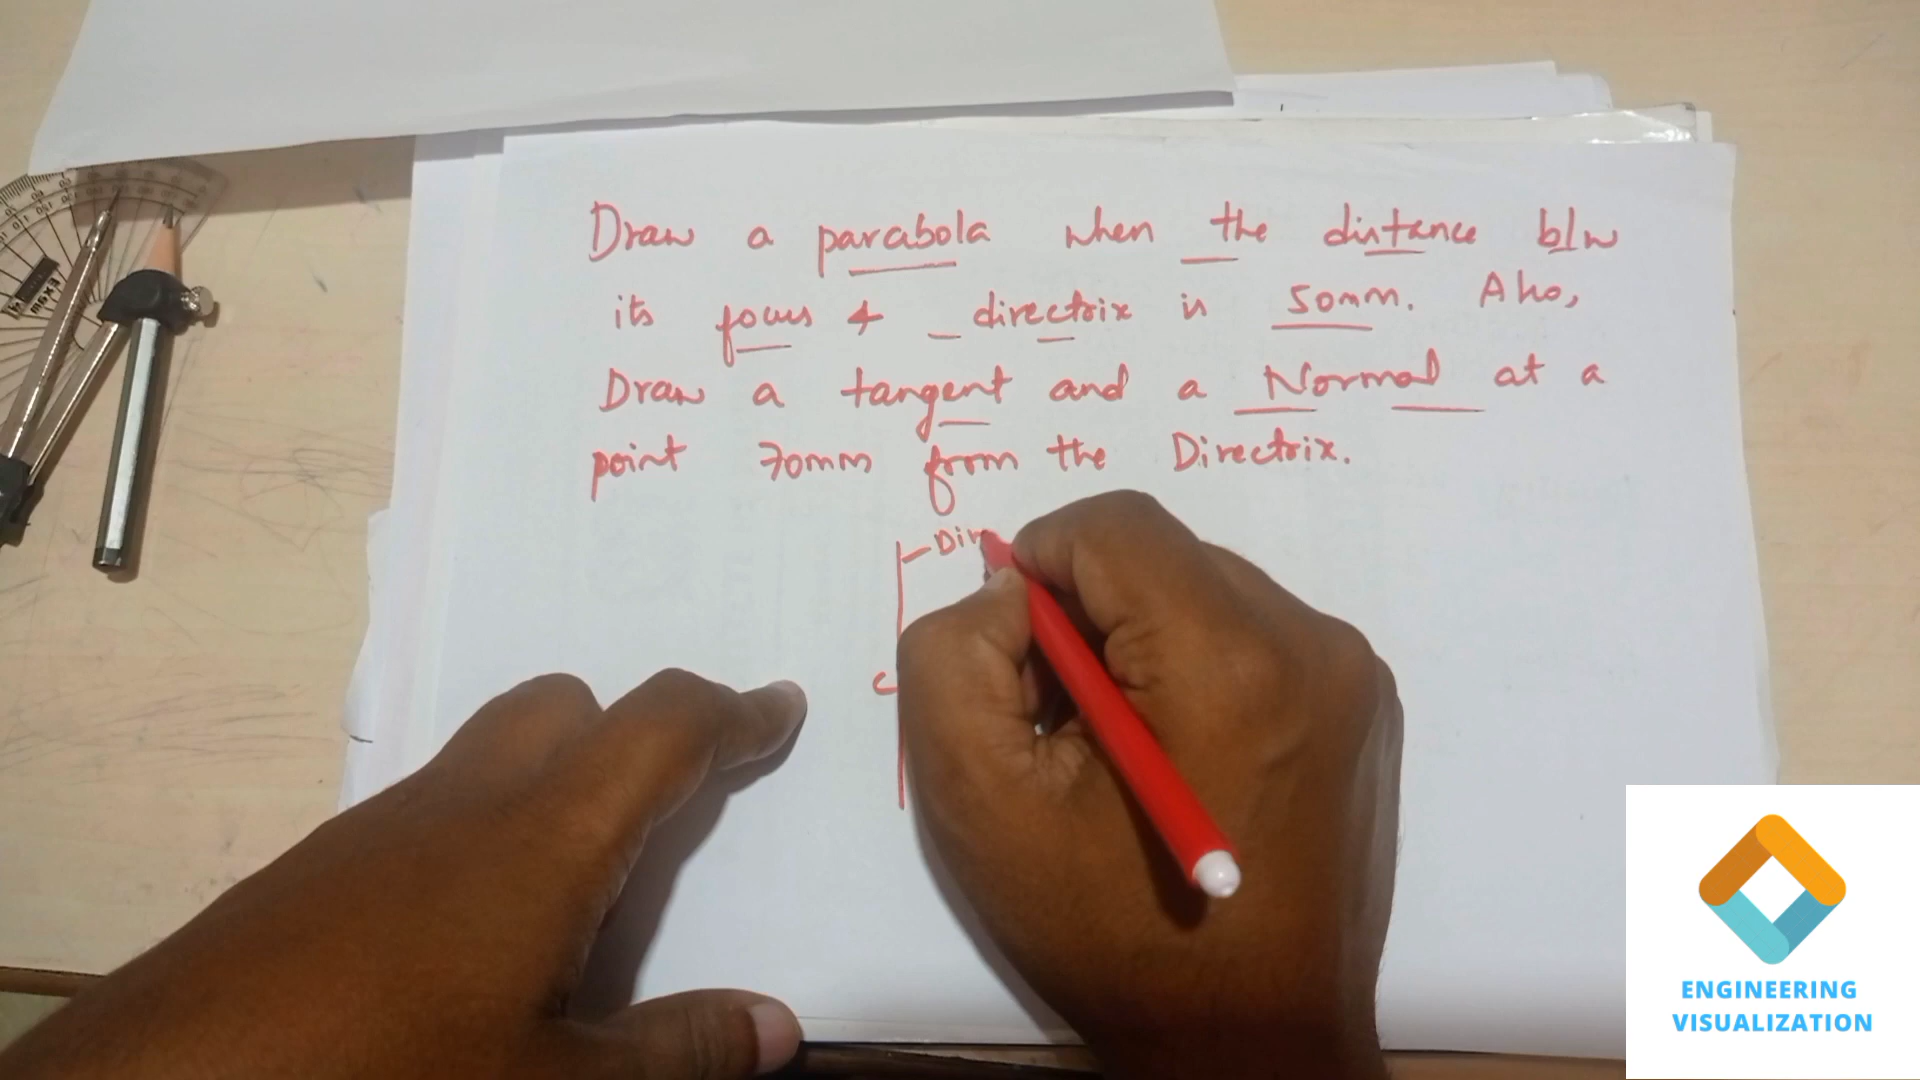 Draw a parabola when the distance b/w
its focus & directrix is 50mm. Also,
Draw a tangent and a Normal at a
point 70mm from the Directrix.
Dir
C
ENGINEERING
VISUALIZATION